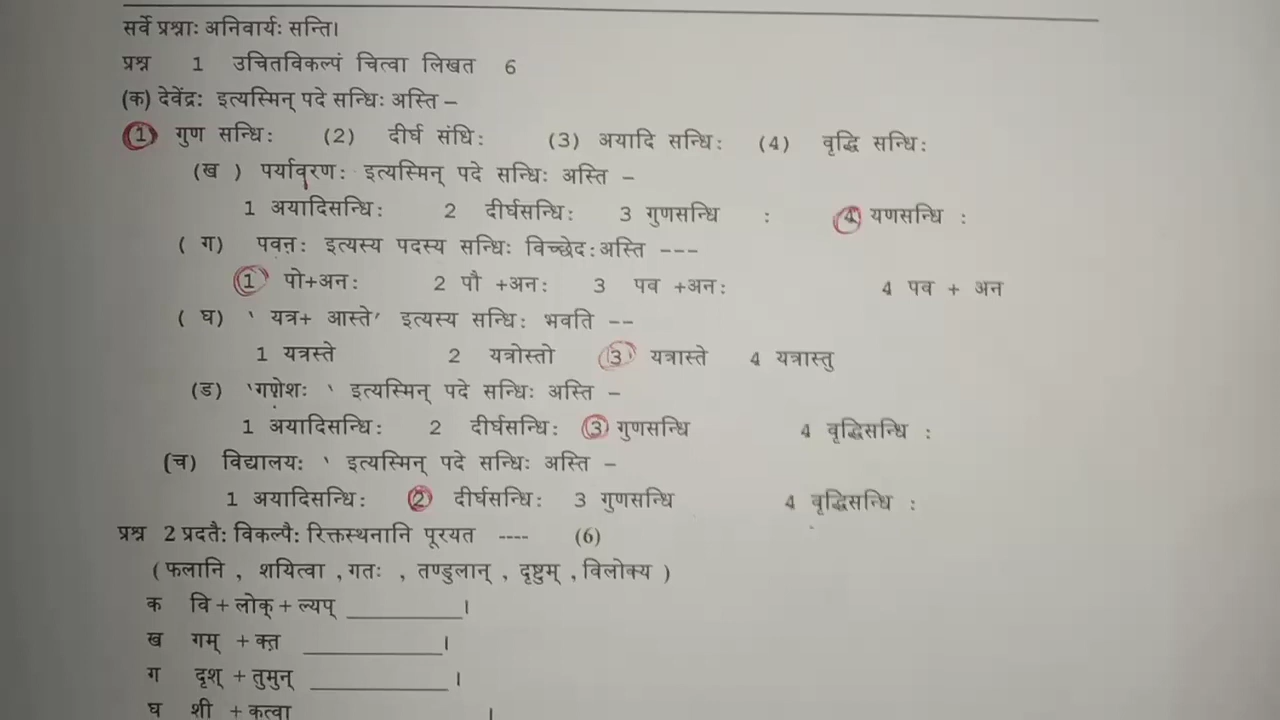 सर्वे प्रश्नाः अनिवार्यः सन्ति।
प्रश्न 1 उचितविकल्पं चित्वा लिखत 6
(क) देवेंद्रः इत्यस्मिन् पदे सन्धिः अस्ति –
(1) गुण सन्धिः (2) दीर्घ संधिः (3) अयादि सन्धिः (4) वृद्धि सन्धिः
(ख ) पर्यावरणः इत्यस्मिन् पदे सन्धिः अस्ति –
1 अयादिसन्धिः 2 दीर्घसन्धिः 3 गुणसन्धि : 4 यणसन्धि :
( ग) पवनः इत्यस्य पदस्य सन्धिः विच्छेदःअस्ति ---
1 पो+अनः 2 पौ +अनः 3 पव +अनः 4 पव + अन
( घ) ' यत्र+ आस्ते' इत्यस्य सन्धिः भवति --
1 यत्रस्ते 2 यत्रोस्तो 3 यत्रास्ते 4 यत्रास्तु
(ड) 'गणेशः ' इत्यस्मिन् पदे सन्धिः अस्ति –
1 अयादिसन्धिः 2 दीर्घसन्धिः 3 गुणसन्धि 4 वृद्धिसन्धि :
(च) विद्यालयः ' इत्यस्मिन् पदे सन्धिः अस्ति –
1 अयादिसन्धिः 2 दीर्घसन्धिः 3 गुणसन्धि 4 वृद्धिसन्धि :
प्रश्न 2 प्रदतैः विकल्पैः रिक्तस्थनानि पूरयत ---- (6)
( फलानि , शयित्वा , गतः , तण्डुलान् , दृष्टुम् , विलोक्य )
क वि + लोक् + ल्यप् __________।
ख गम् + क्त़ ____________।
ग दृश् + तुमुन् ____________।
घ शी + कत्वा ।